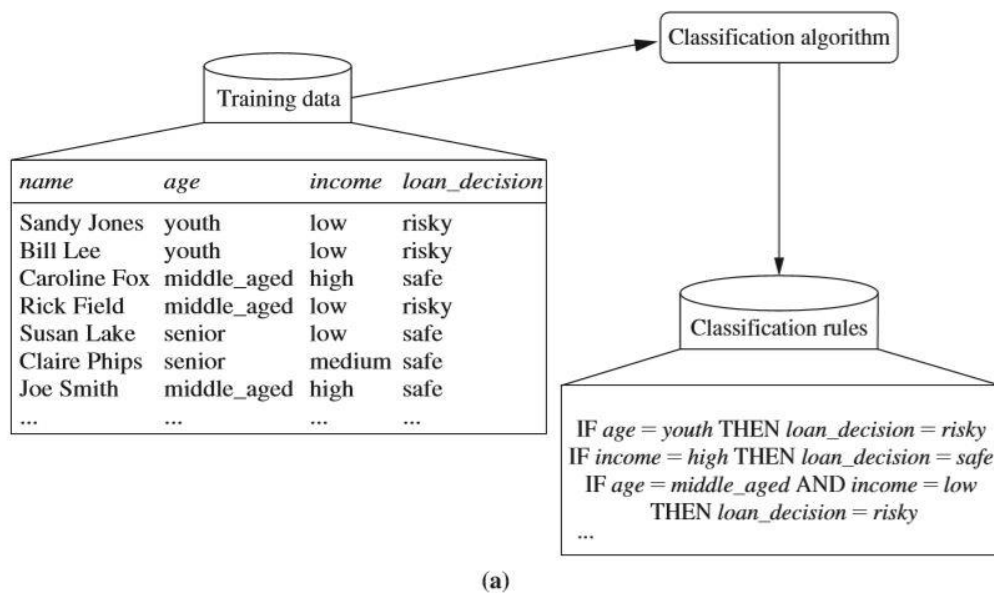 Classification algorithm
Training data
name age income loan_decision
Sandy Jones youth low risky
Bill Lee youth low risky
Caroline Fox middle_aged high safe
Rick Field middle_aged low risky
Susan Lake senior low safe
Claire Phips senior medium safe
Joe Smith middle_aged high safe
... ... ... ...
Classification rules
IF age = youth THEN loan_decision = risky
IF income = high THEN loan_decision = safe
IF age = middle_aged AND income = low
THEN loan_decision = risky
...
(a)